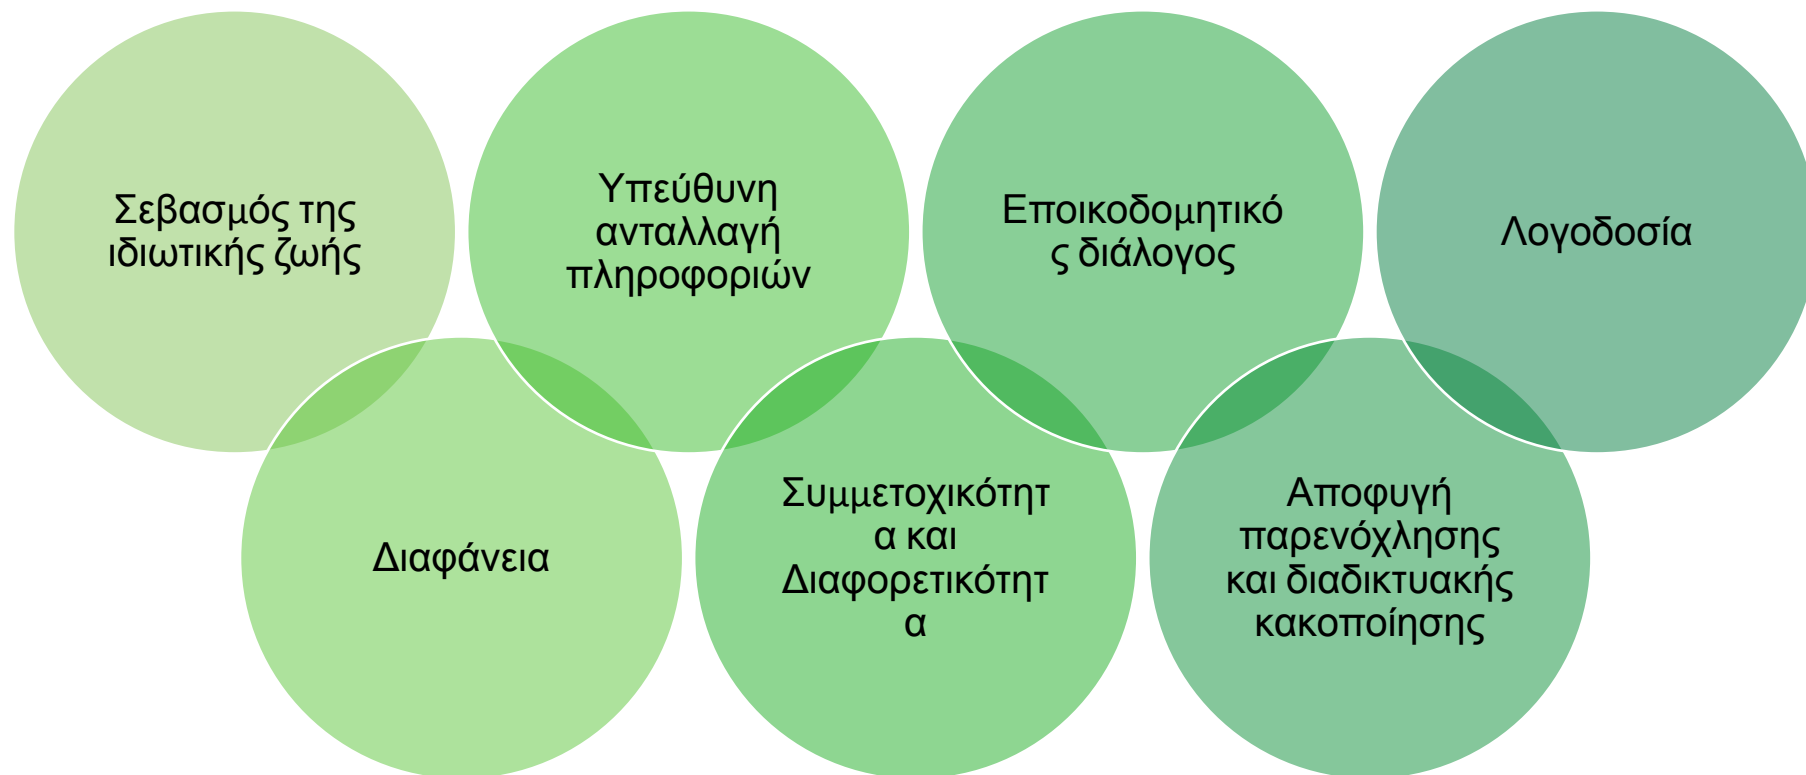 Σεβασμός της
ιδιωτικής ζωής
Διαφάνεια
Υπεύθυνη
ανταλλαγή
πληροφοριών
Συμμετοχικότητ
α και
Διαφορετικότητ
α
Εποικοδομητικό
ς διάλογος
Αποφυγή
παρενόχλησης
και διαδικτυακής
κακοποίησης
Λογοδοσία